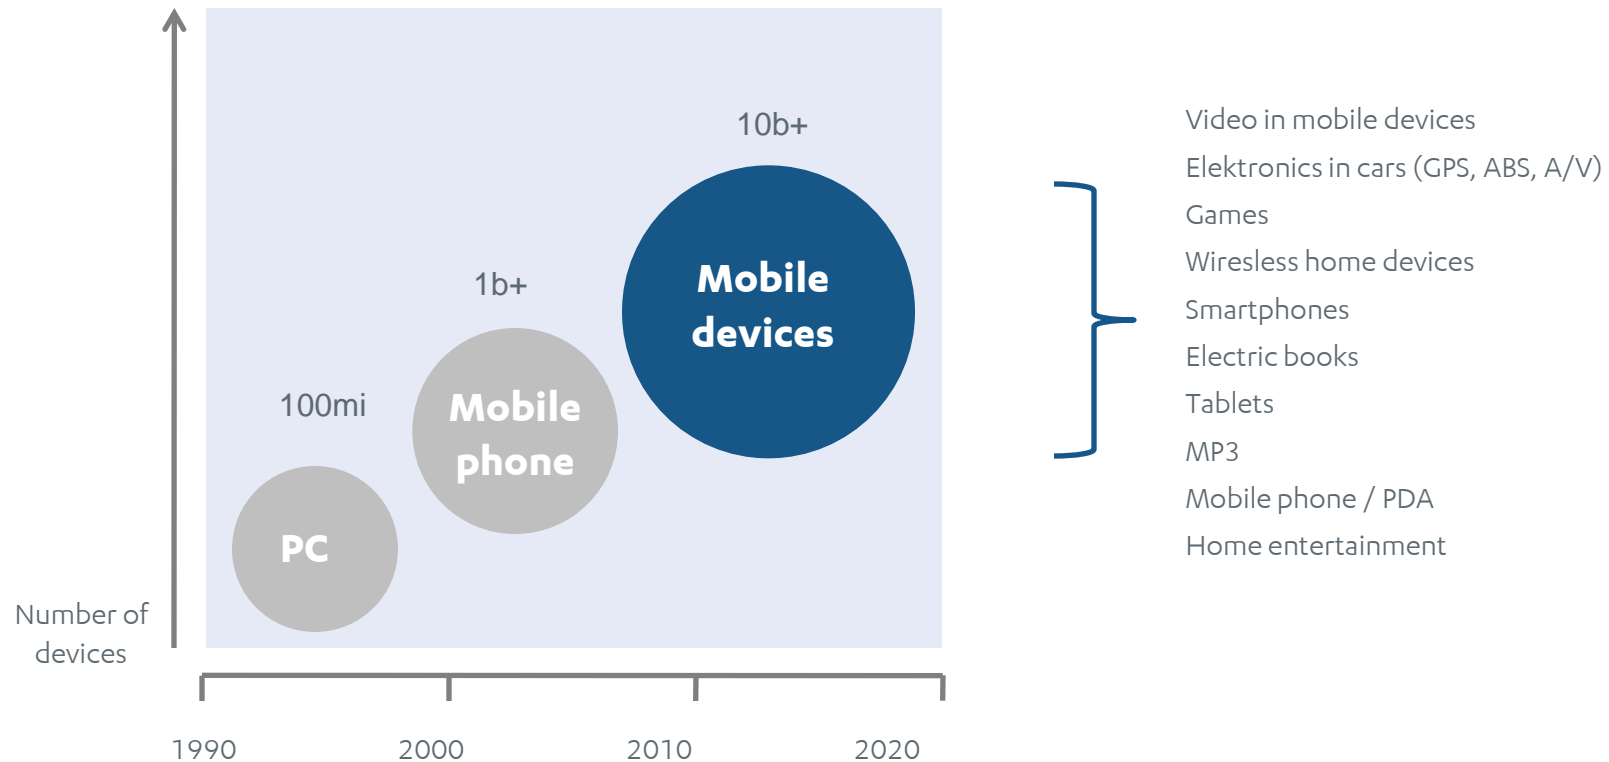 10b+
Mobile
devices
1b+
Mobile
phone
100mi
PC
Number of
devices
1990 2000 2010 2020
Video in mobile devices
Elektronics in cars (GPS, ABS, A/V)
Games
Wiresless home devices
Smartphones
Electric books
Tablets
MP3
Mobile phone / PDA
Home entertainment